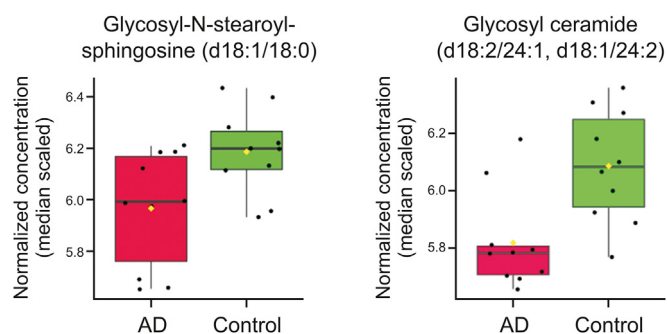 Glycosyl-N-stearoyl-
sphingosine (d18:1/18:0)
Normalized concentration
(median scaled)
6.4
6.2
6.0
5.8
AD
Control
Glycosyl ceramide
(d18:2/24:1, d18:1/24:2)
Normalized concentration
(median scaled)
6.2
6.0
5.8
AD
Control